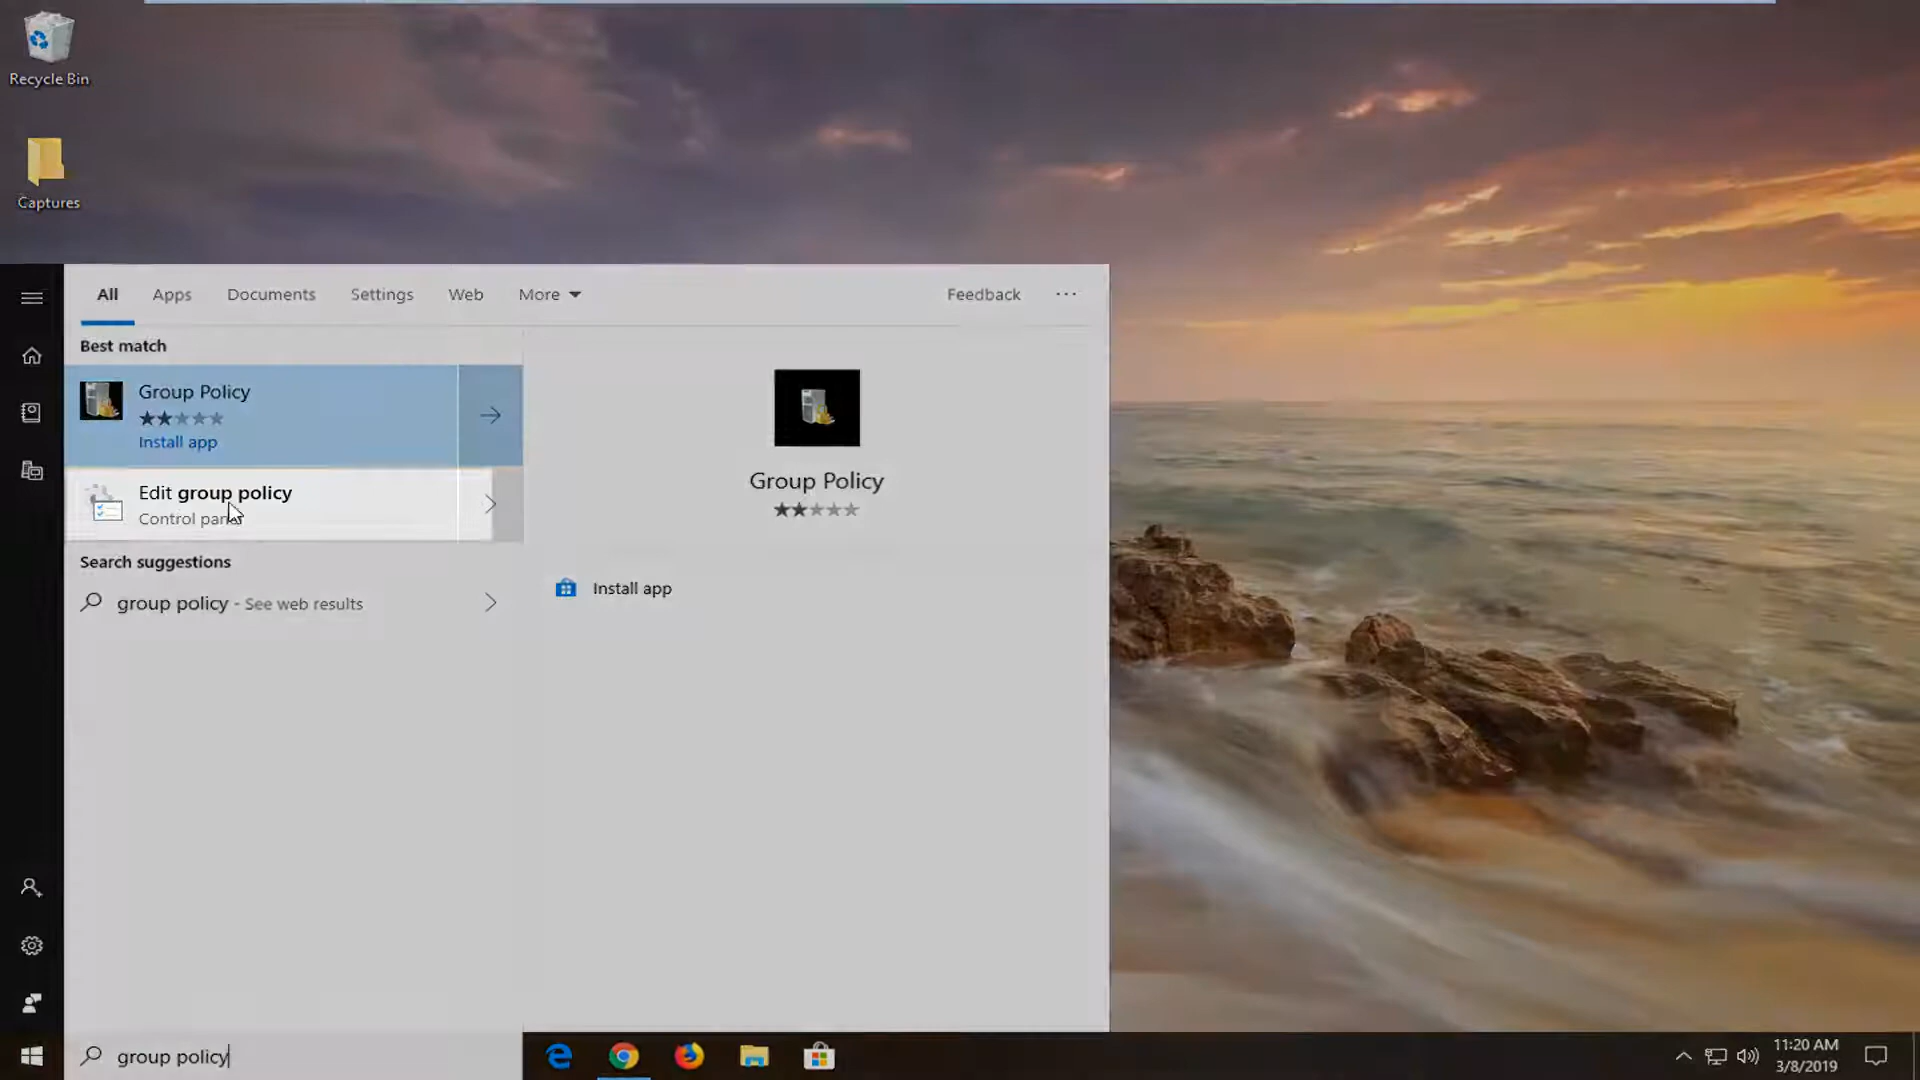 Recycle Bin
Captures
All Apps Documents Settings Web More Feedback ...
Best match
Group Policy
Install app
Edit group policy
Control panel
Search suggestions
group policy - See web results
Group Policy
Install app
group policy
11:20 AM
3/8/2019